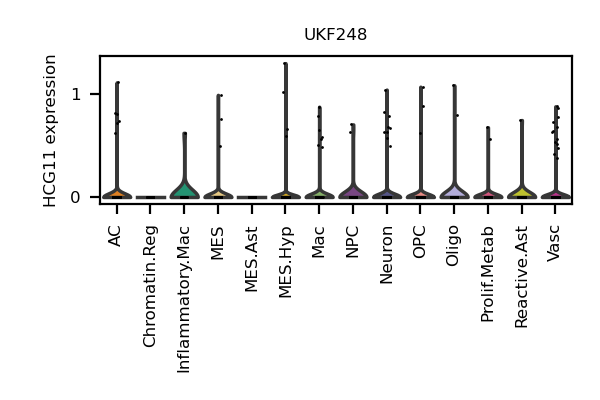 UKF248
HCG11 expression
1
0
AC
Chromatin.Reg
Inflammatory.Mac
MES
MES.Ast
MES.Hyp
Mac
NPC
Neuron
OPC
Oligo
Prolif.Metab
Reactive.Ast
Vasc